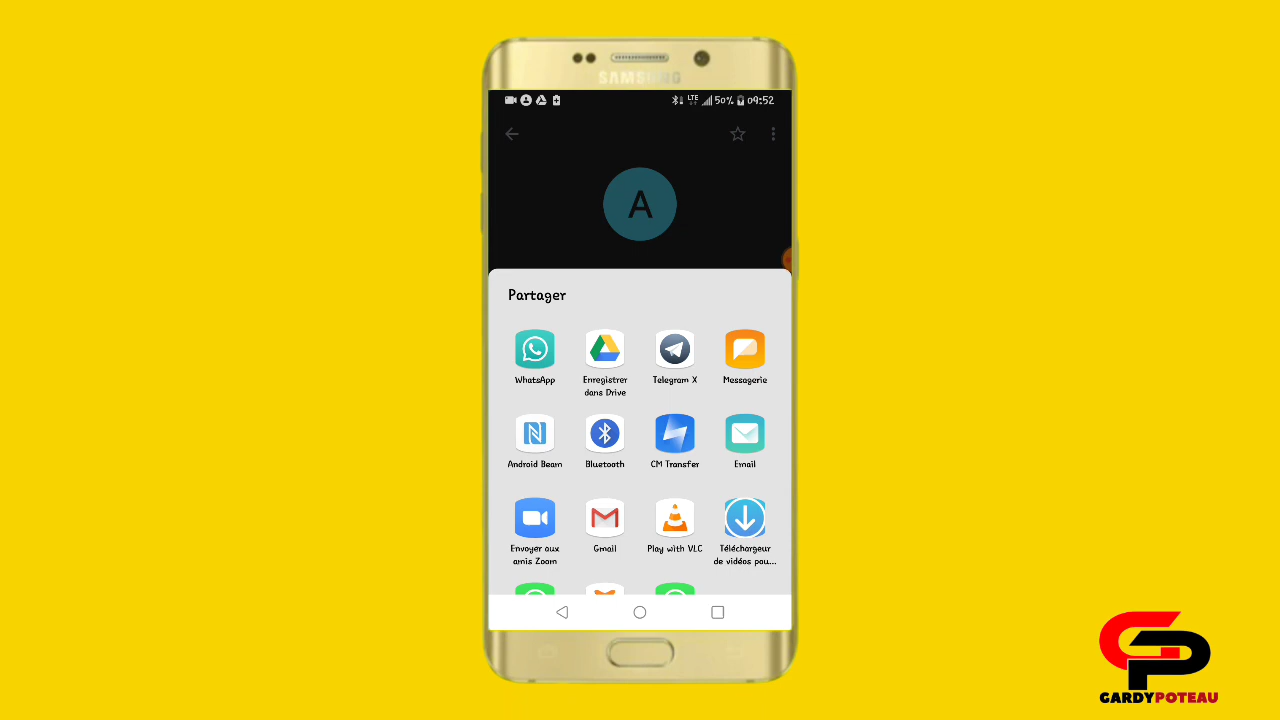 SAMSUNG
LTE 50% 09:52
A
Partager
WhatsApp
Enregistrer
dans Drive
Telegram X
Messagerie
Android Beam
Bluetooth
CM Transfer
Email
Envoyer aux
amis Zoom
Gmail
Play with VLC
Téléchargeur
de vidéos pou...
GP
GARDYPOTEAU